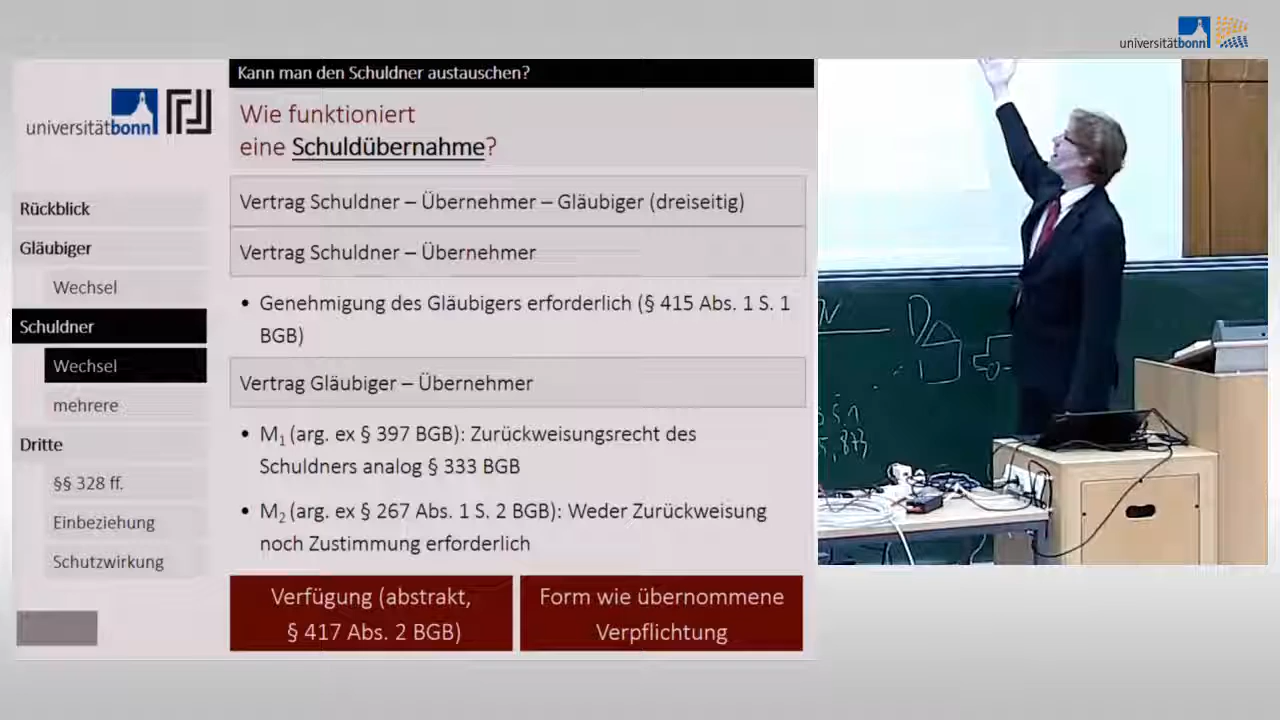 universitätbonn
Kann man den Schuldner austauschen?
universitätbonn
Wie funktioniert
eine Schuldübernahme?
Rückblick
Gläubiger
Wechsel
Schuldner
Wechsel
mehrere
Dritte
§§ 328 ff.
Einbeziehung
Schutzwirkung
Vertrag Schuldner – Übernehmer – Gläubiger (dreiseitig)
Vertrag Schuldner – Übernehmer
• Genehmigung des Gläubigers erforderlich (§ 415 Abs. 1 S. 1
BGB)
Vertrag Gläubiger – Übernehmer
• M₁ (arg. ex § 397 BGB): Zurückweisungsrecht des
Schuldners analog § 333 BGB
• M₂ (arg. ex § 267 Abs. 1 S. 2 BGB): Weder Zurückweisung
noch Zustimmung erforderlich
Verfügung (abstrakt,
§ 417 Abs. 2 BGB)
Form wie übernommene
Verpflichtung